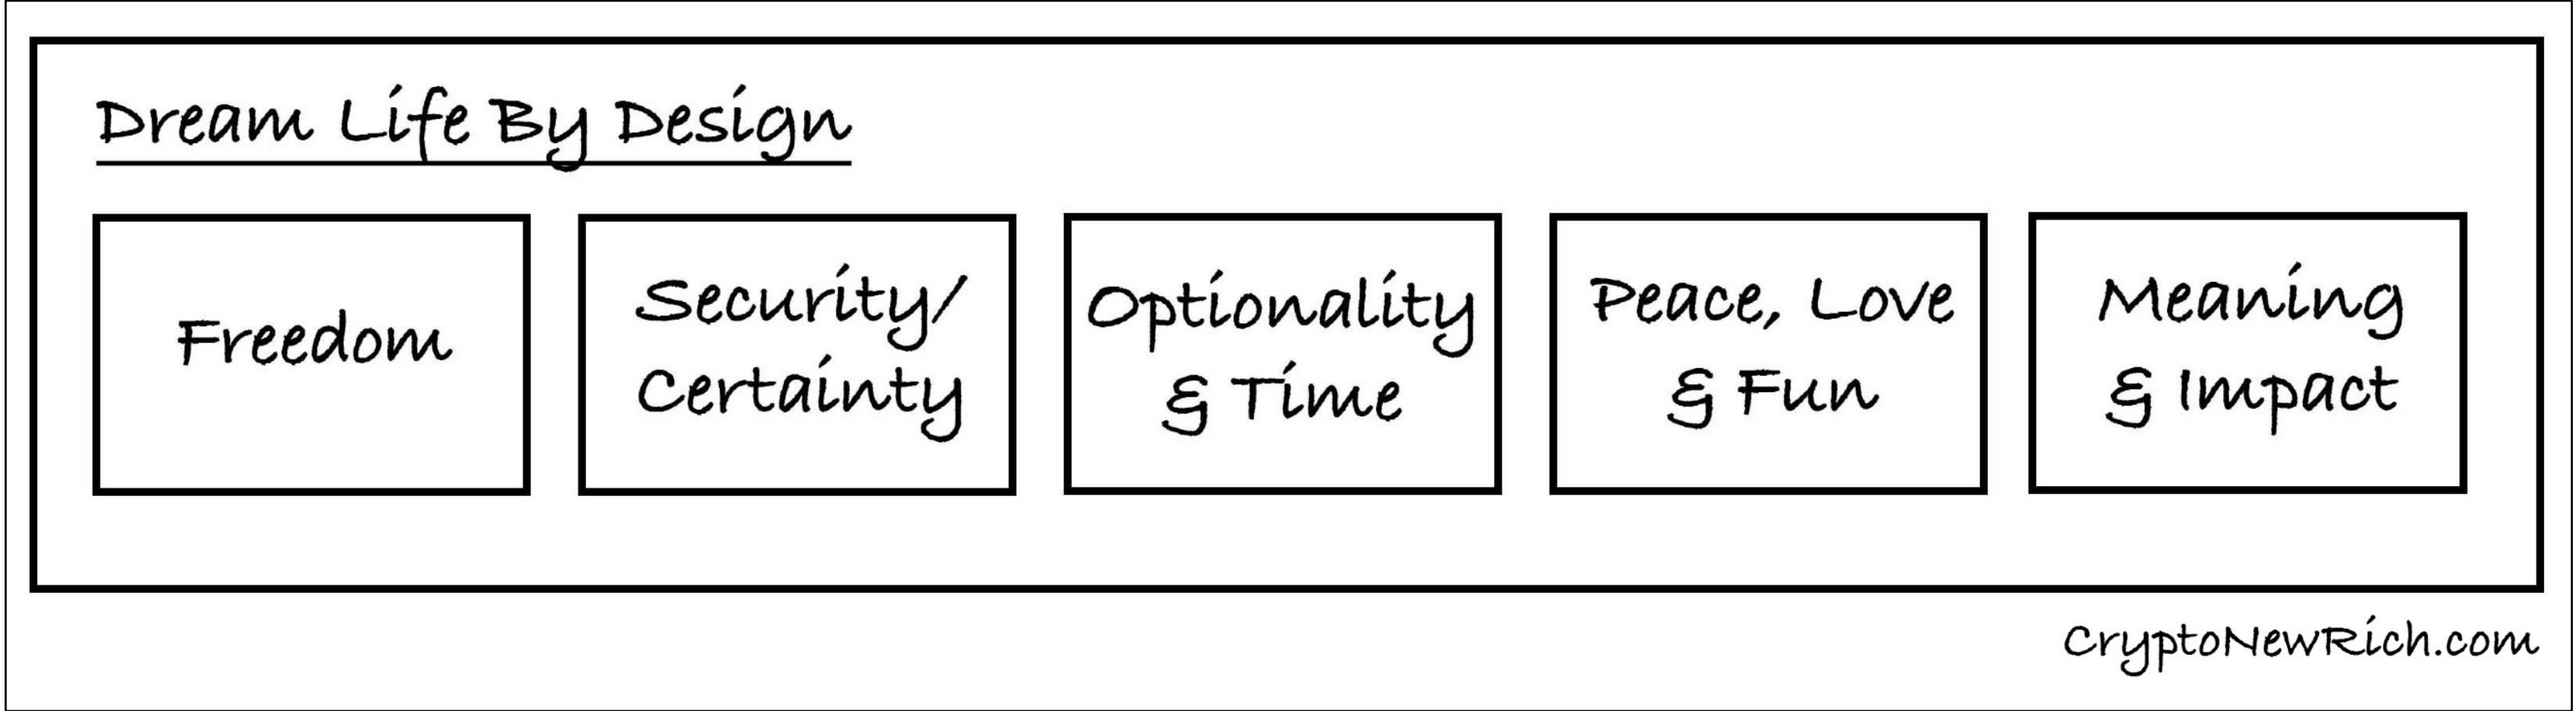 Dream Life By Design
Freedom
Security/
Certainty
Optionality
& Time
Peace, Love
& Fun
Meaning
& Impact
CryptoNewRich.com